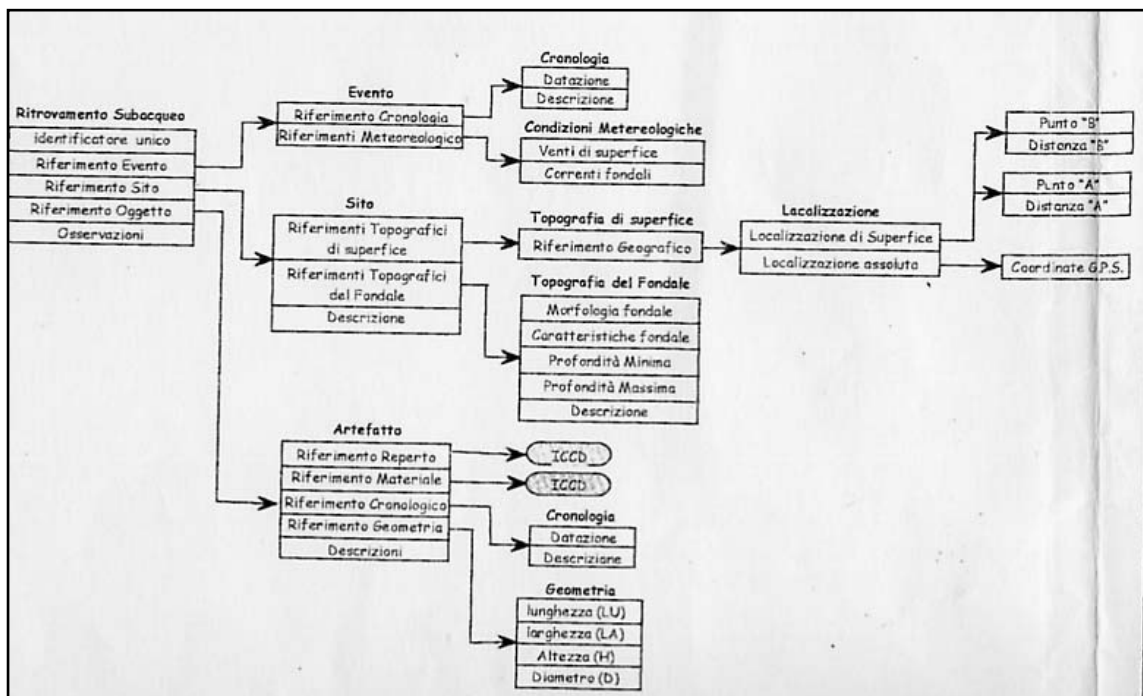 Ritrovamento Subacqueo
identificatore unico
Riferimento Evento
Riferimento Sito
Riferimento Oggetto
Osservazioni
Evento
Riferimento Cronologia
Riferimenti Meteoreologico
Cronologia
Datazione
Descrizione
Condizioni Metereologiche
Venti di superfice
Correnti fondali
Sito
Riferimenti Topografici
di superfice
Riferimenti Topografici
del Fondale
Descrizione
Topografia di superfice
Riferimento Geografico
Topografia del Fondale
Morfologia fondale
Caratteristiche fondale
Profondità Minima
Profondità Massima
Descrizione
Lacalizzazione
Localizzazione di Superfice
Localizzazione assoluta
Punto "B"
Distanza "B"
Punto "A"
Distanza "A"
Coordinate G.P.S.
Artefatto
Riferimento Reperto
Riferimento Materiale
Riferimento Cronologico
Riferimento Geometria
Descrizioni
ICCD
ICCD
Cronologia
Datazione
Descrizione
Geometria
lunghezza (LU)
larghezza (LA)
Altezza (H)
Diametro (D)